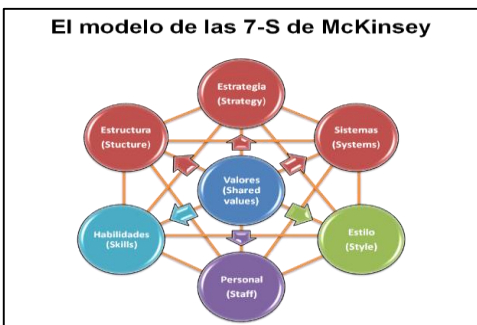 El modelo de las 7-S de McKinsey
Estrategia
(Strategy)
Estructura
(Stucture)
Sistemas
(Systems)
Valores
(Shared
values)
Habilidades
(Skills)
Estilo
(Style)
Personal
(Staff)